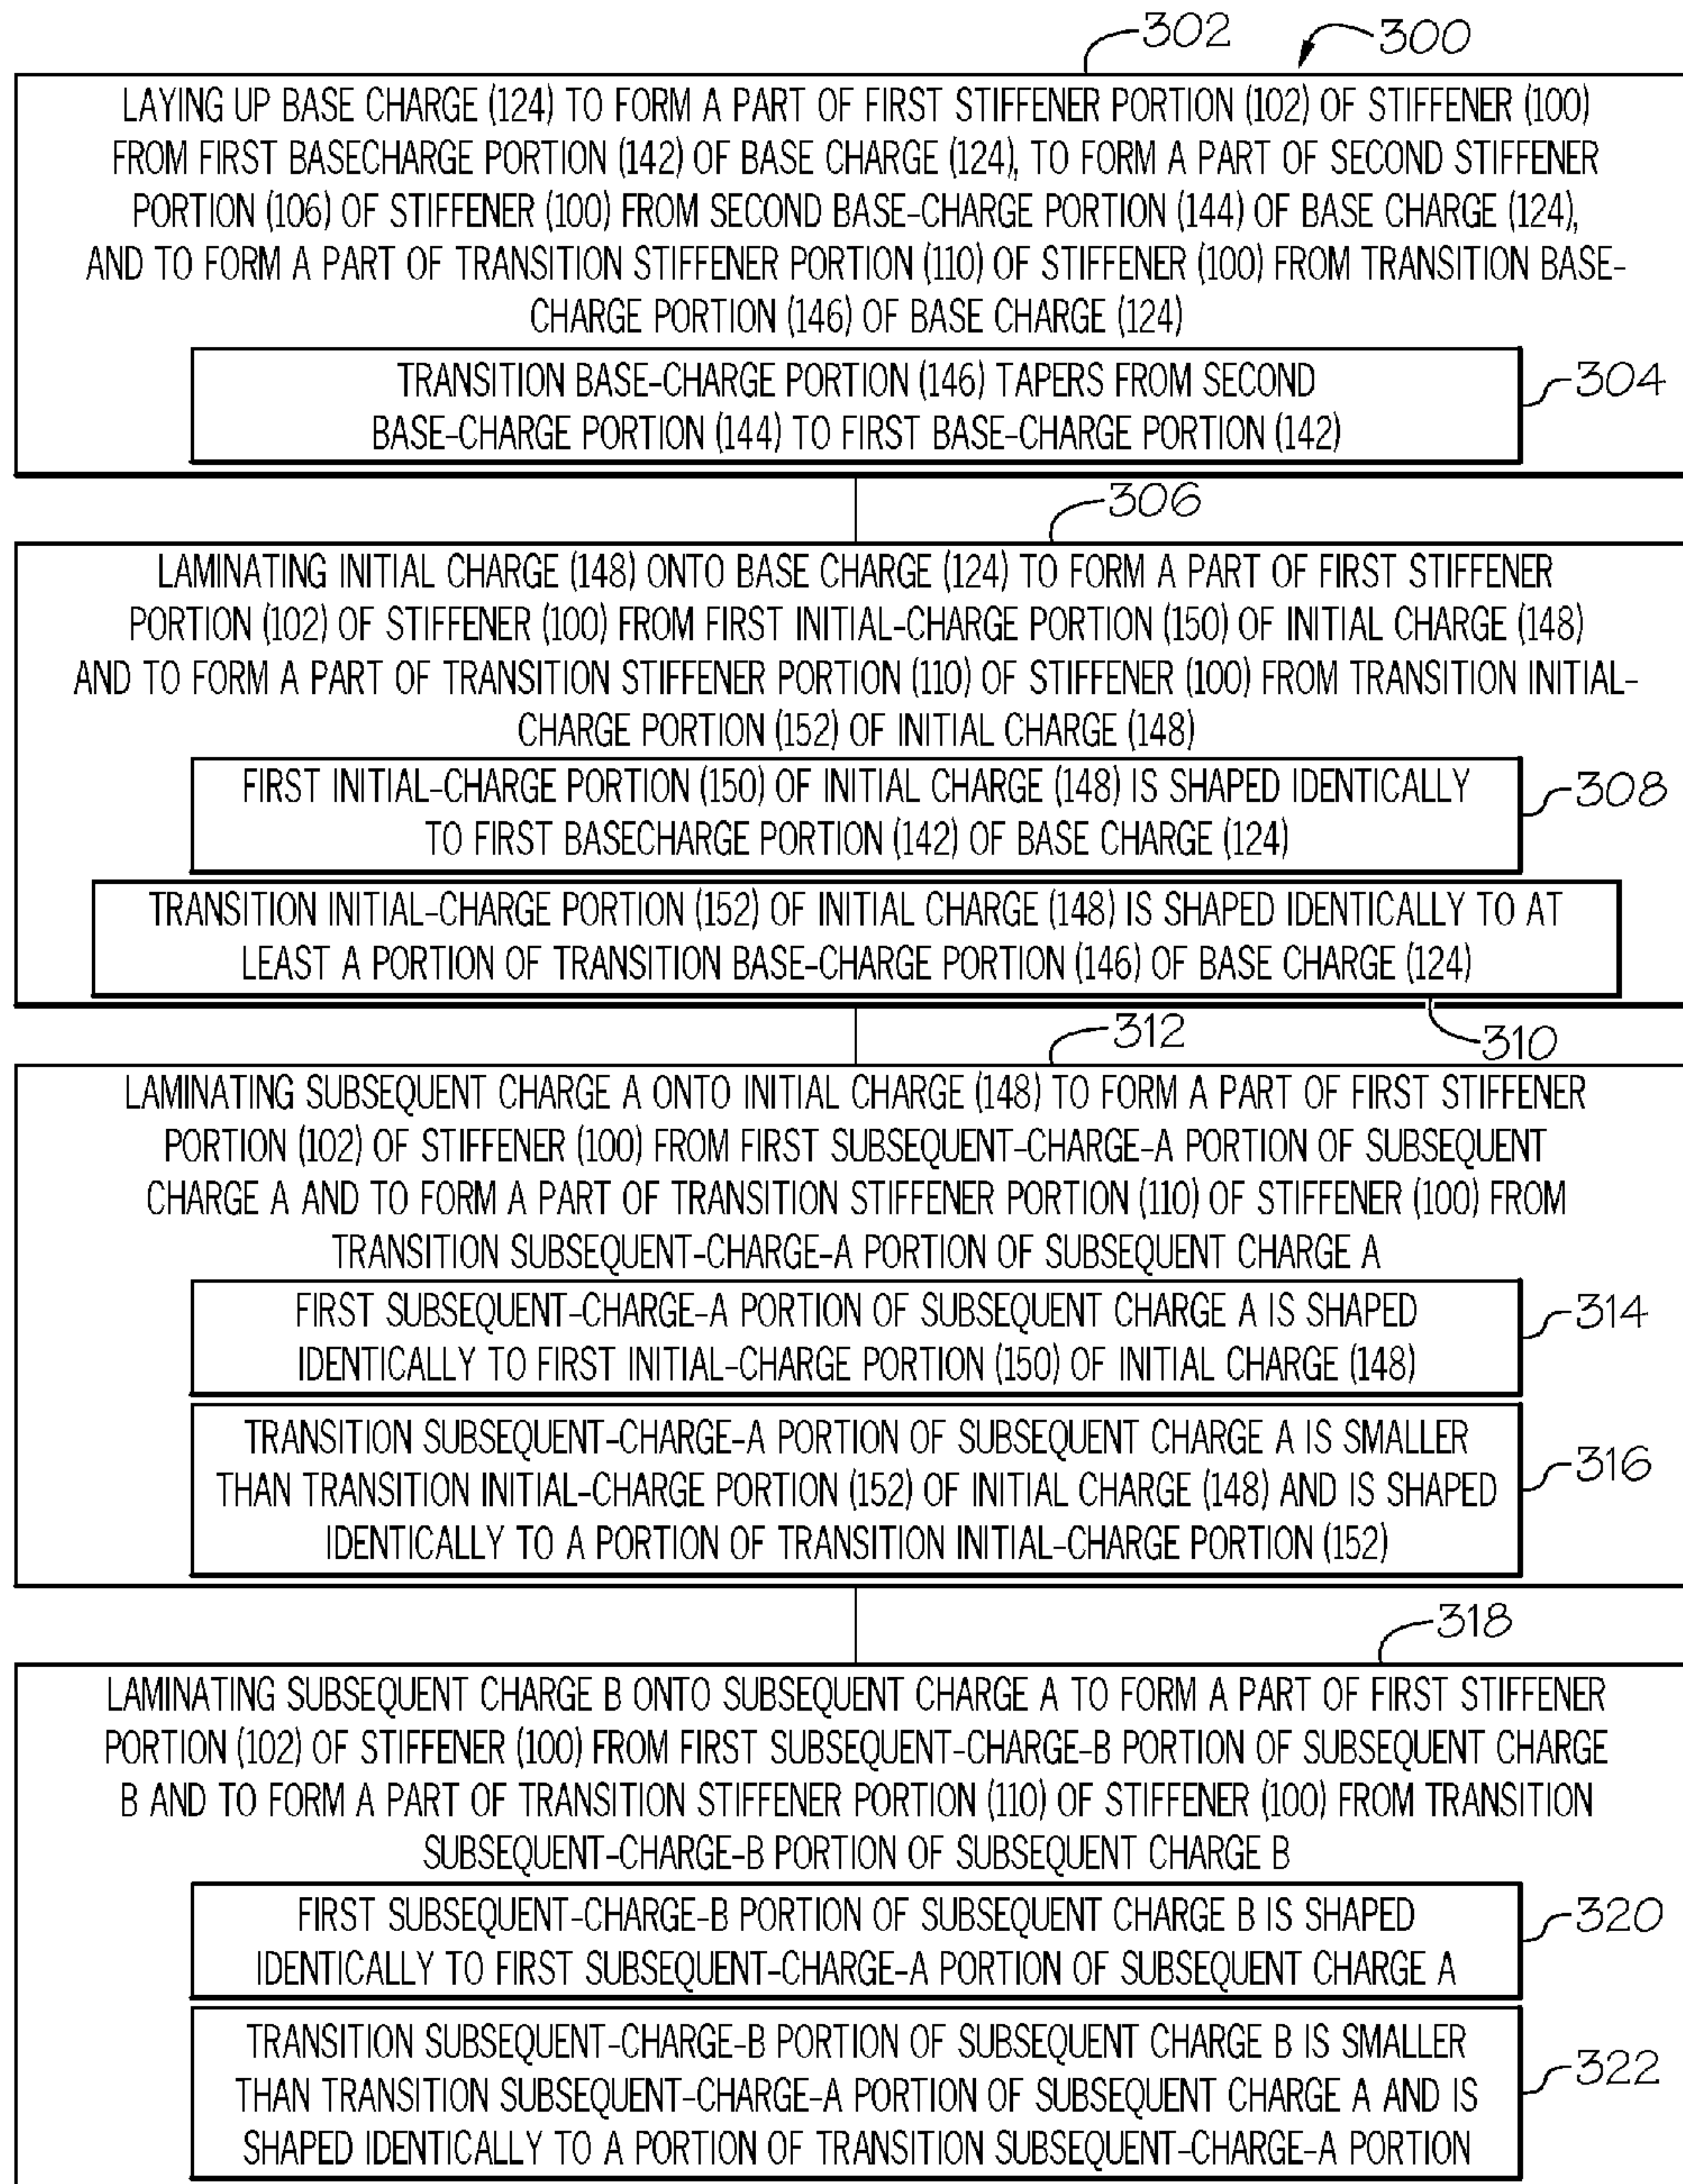 302
300
LAYING UP BASE CHARGE (124) TO FORM A PART OF FIRST STIFFENER PORTION (102) OF STIFFENER (100)
FROM FIRST BASECHARGE PORTION (142) OF BASE CHARGE (124), TO FORM A PART OF SECOND STIFFENER
PORTION (106) OF STIFFENER (100) FROM SECOND BASE-CHARGE PORTION (144) OF BASE CHARGE (124),
AND TO FORM A PART OF TRANSITION STIFFENER PORTION (110) OF STIFFENER (100) FROM TRANSITION BASE-
CHARGE PORTION (146) OF BASE CHARGE (124)
TRANSITION BASE-CHARGE PORTION (146) TAPERS FROM SECOND
BASE-CHARGE PORTION (144) TO FIRST BASE-CHARGE PORTION (142)
304
306
LAMINATING INITIAL CHARGE (148) ONTO BASE CHARGE (124) TO FORM A PART OF FIRST STIFFENER
PORTION (102) OF STIFFENER (100) FROM FIRST INITIAL-CHARGE PORTION (150) OF INITIAL CHARGE (148)
AND TO FORM A PART OF TRANSITION STIFFENER PORTION (110) OF STIFFENER (100) FROM TRANSITION INITIAL-
CHARGE PORTION (152) OF INITIAL CHARGE (148)
FIRST INITIAL-CHARGE PORTION (150) OF INITIAL CHARGE (148) IS SHAPED IDENTICALLY
TO FIRST BASECHARGE PORTION (142) OF BASE CHARGE (124)
308
TRANSITION INITIAL-CHARGE PORTION (152) OF INITIAL CHARGE (148) IS SHAPED IDENTICALLY TO AT
LEAST A PORTION OF TRANSITION BASE-CHARGE PORTION (146) OF BASE CHARGE (124)
310
312
LAMINATING SUBSEQUENT CHARGE A ONTO INITIAL CHARGE (148) TO FORM A PART OF FIRST STIFFENER
PORTION (102) OF STIFFENER (100) FROM FIRST SUBSEQUENT-CHARGE-A PORTION OF SUBSEQUENT
CHARGE A AND TO FORM A PART OF TRANSITION STIFFENER PORTION (110) OF STIFFENER (100) FROM
TRANSITION SUBSEQUENT-CHARGE-A PORTION OF SUBSEQUENT CHARGE A
FIRST SUBSEQUENT-CHARGE-A PORTION OF SUBSEQUENT CHARGE A IS SHAPED
IDENTICALLY TO FIRST INITIAL-CHARGE PORTION (150) OF INITIAL CHARGE (148)
314
TRANSITION SUBSEQUENT-CHARGE-A PORTION OF SUBSEQUENT CHARGE A IS SMALLER
THAN TRANSITION INITIAL-CHARGE PORTION (152) OF INITIAL CHARGE (148) AND IS SHAPED
IDENTICALLY TO A PORTION OF TRANSITION INITIAL-CHARGE PORTION (152)
316
318
LAMINATING SUBSEQUENT CHARGE B ONTO SUBSEQUENT CHARGE A TO FORM A PART OF FIRST STIFFENER
PORTION (102) OF STIFFENER (100) FROM FIRST SUBSEQUENT-CHARGE-B PORTION OF SUBSEQUENT CHARGE
B AND TO FORM A PART OF TRANSITION STIFFENER PORTION (110) OF STIFFENER (100) FROM TRANSITION
SUBSEQUENT-CHARGE-B PORTION OF SUBSEQUENT CHARGE B
FIRST SUBSEQUENT-CHARGE-B PORTION OF SUBSEQUENT CHARGE B IS SHAPED
IDENTICALLY TO FIRST SUBSEQUENT-CHARGE-A PORTION OF SUBSEQUENT CHARGE A
320
TRANSITION SUBSEQUENT-CHARGE-B PORTION OF SUBSEQUENT CHARGE B IS SMALLER
THAN TRANSITION SUBSEQUENT-CHARGE-A PORTION OF SUBSEQUENT CHARGE A AND IS
SHAPED IDENTICALLY TO A PORTION OF TRANSITION SUBSEQUENT-CHARGE-A PORTION
322